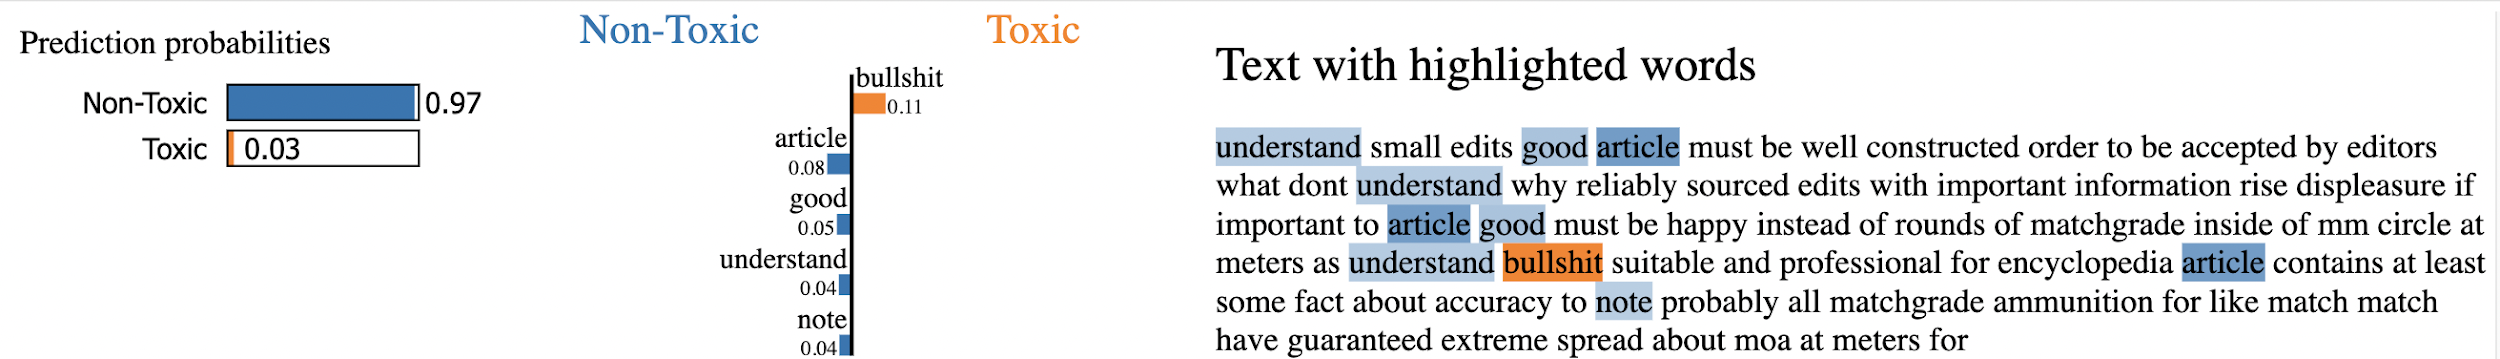 Prediction probabilities
Non-Toxic 0.97
Toxic 0.03
Non-Toxic Toxic
bullshit
0.11
article
0.08
good
0.05
understand
0.04
note
0.04
Text with highlighted words
understand small edits good article must be well constructed order to be accepted by editors
what dont understand why reliably sourced edits with important information rise displeasure if
important to article good must be happy instead of rounds of matchgrade inside of mm circle at
meters as understand bullshit suitable and professional for encyclopedia article contains at least
some fact about accuracy to note probably all matchgrade ammunition for like match match
have guaranteed extreme spread about moa at meters for